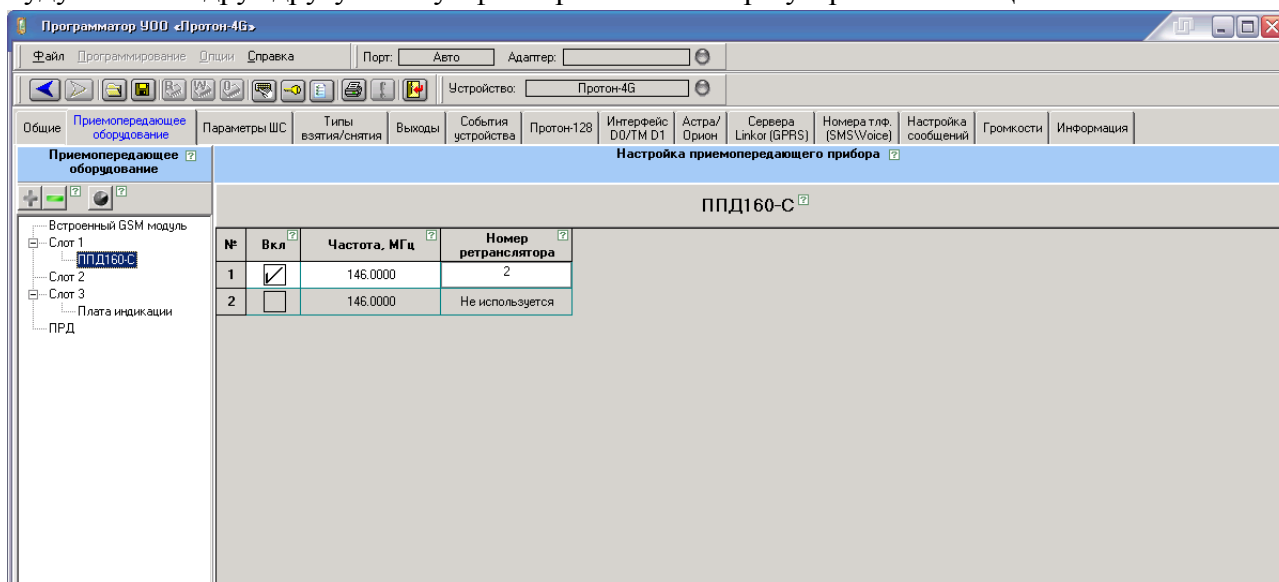 Программатор УОО «Протон-4G»
Файл Программирование Опции Справка Порт: Авто Адаптер:
Устройство: Протон-4G
Общие Приемопередающее оборудование Параметры ШС Типы взятия/снятия Выходы События устройства Протон-128 Интерфейс D0/TM D1 Астра/Орион Сервера Linkor (GPRS) Номера тлф. (SMS\Voice) Настройка сообщений Громкости Информация
Приемопередающее оборудование
Настройка приемопередающего прибора
ППД160-С
Встроенный GSM модуль
Слот 1
ППД160-С
Слот 2
Слот 3
Плата индикации
ПРД
№ Вкл Частота, МГц Номер ретранслятора
1 146.0000 2
2 146.0000 Не используется